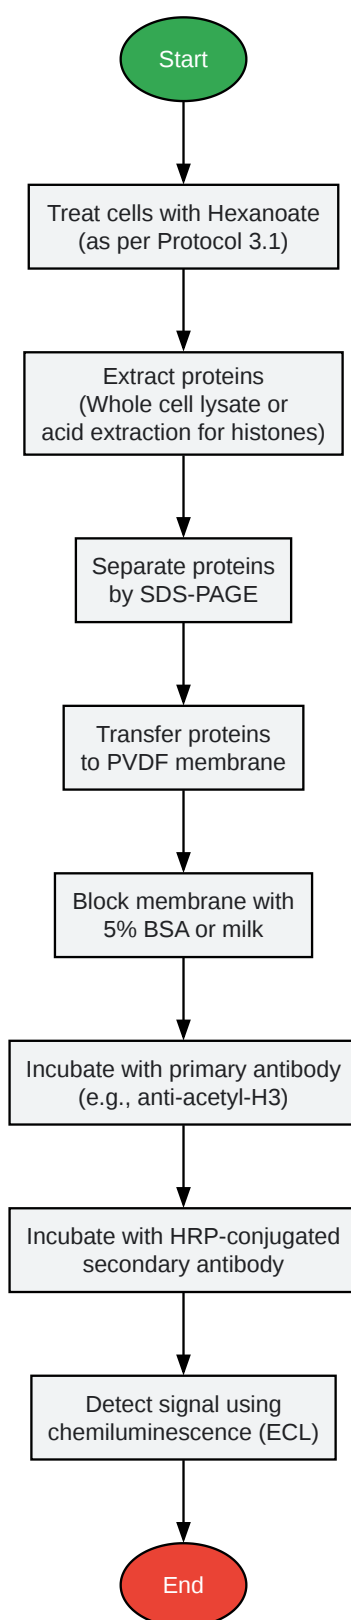 Start
Treat cells with Hexanoate
(as per Protocol 3.1)
Extract proteins
(Whole cell lysate or
acid extraction for histones)
Separate proteins
by SDS-PAGE
Transfer proteins
to PVDF membrane
Block membrane with
5% BSA or milk
Incubate with primary antibody
(e.g., anti-acetyl-H3)
Incubate with HRP-conjugated
secondary antibody
Detect signal using
chemiluminescence (ECL)
End